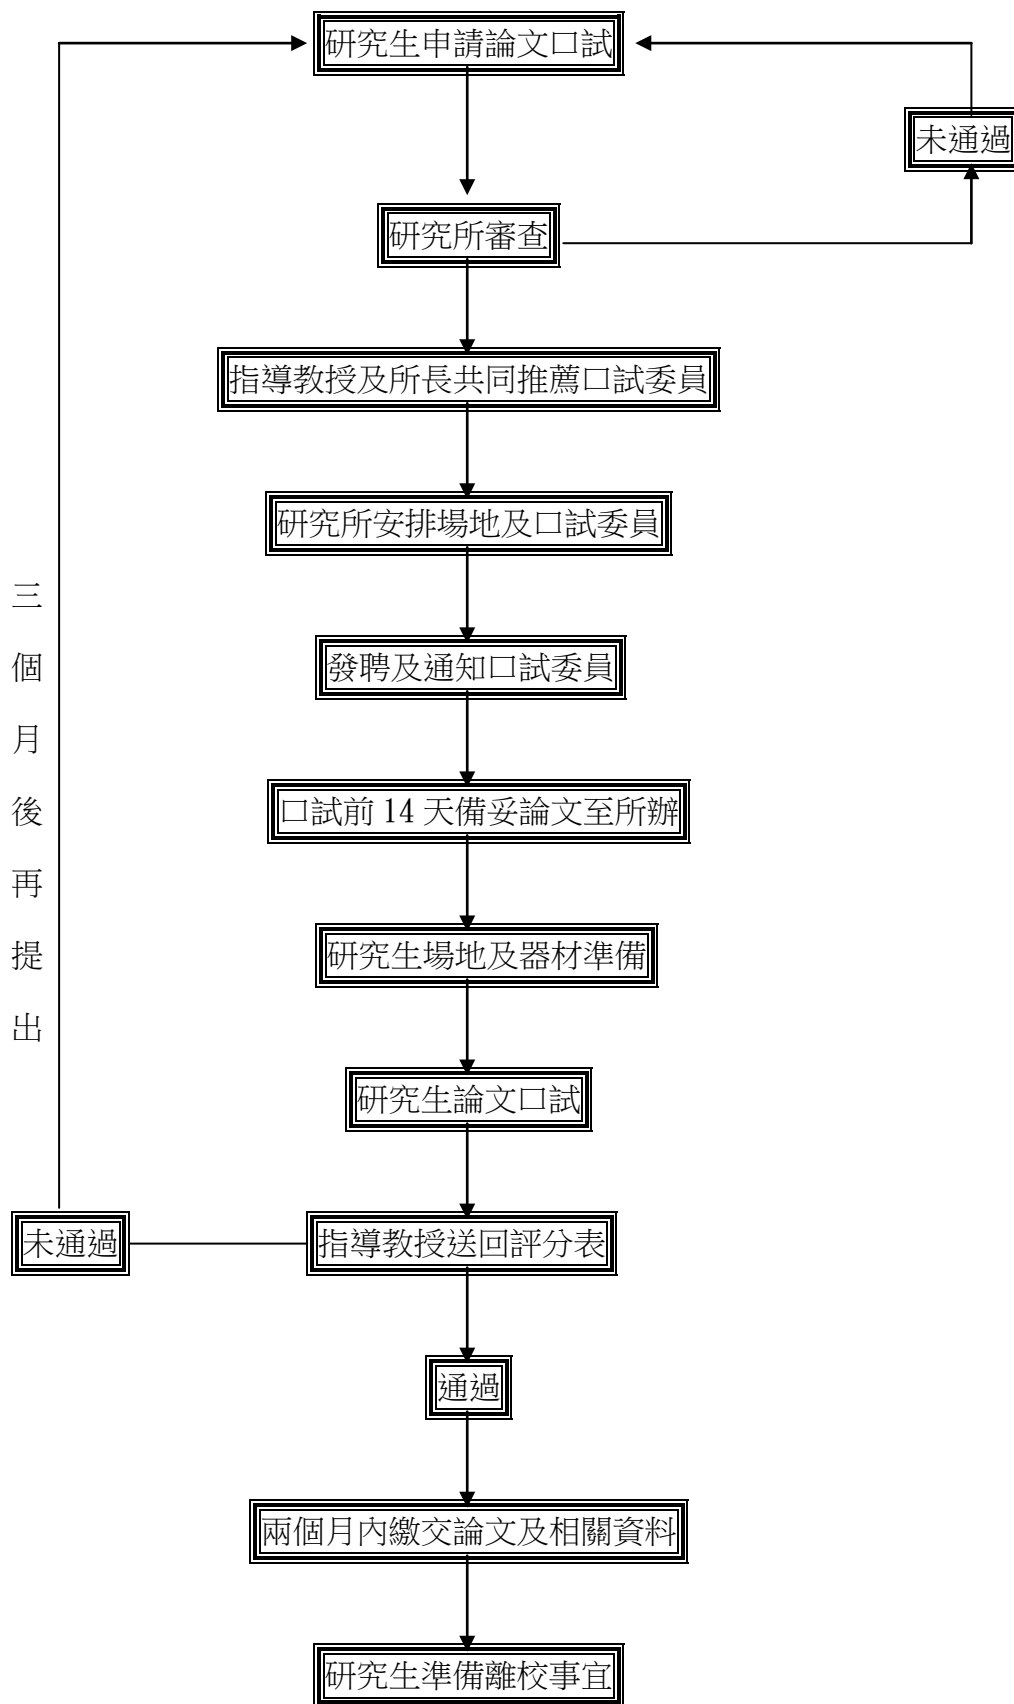 研究生申請論文口試
未通過
研究所審查
指導教授及所長共同推薦口試委員
研究所安排場地及口試委員
三個月後再提出
發聘及通知口試委員
口試前 14 天備妥論文至所辦
研究生場地及器材準備
研究生論文口試
未通過
指導教授送回評分表
通過
兩個月內繳交論文及相關資料
研究生準備離校事宜